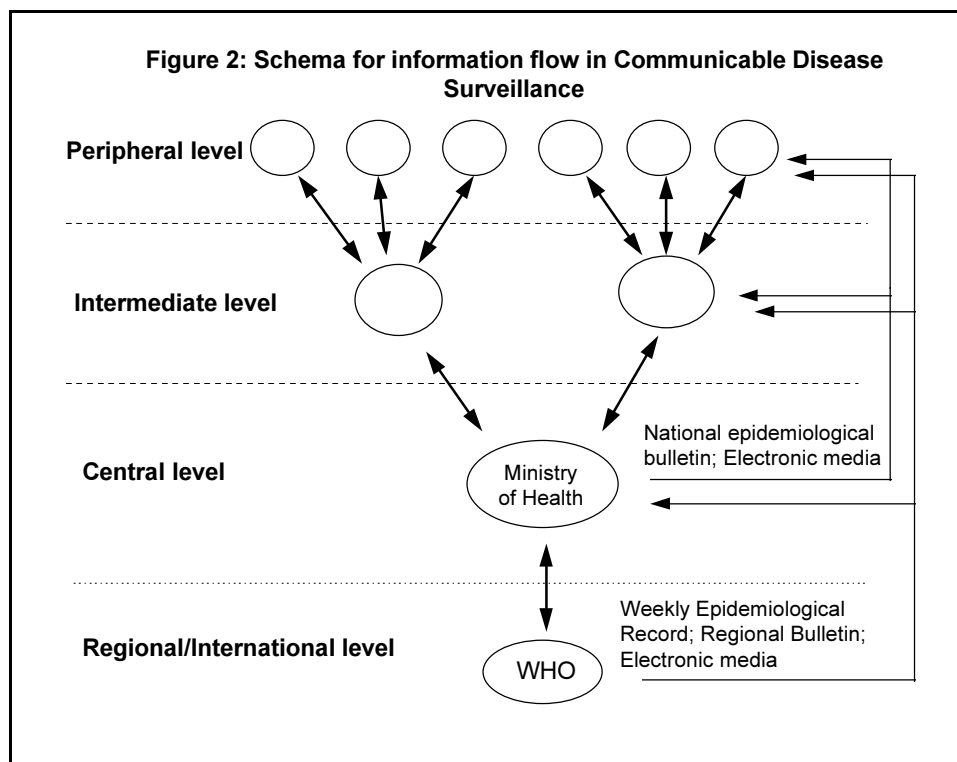 Figure 2: Schema for information flow in Communicable Disease
Surveillance
Peripheral level
Intermediate level
Central level
Ministry
of Health
National epidemiological
bulletin; Electronic media
Regional/International level
WHO
Weekly Epidemiological
Record; Regional Bulletin;
Electronic media